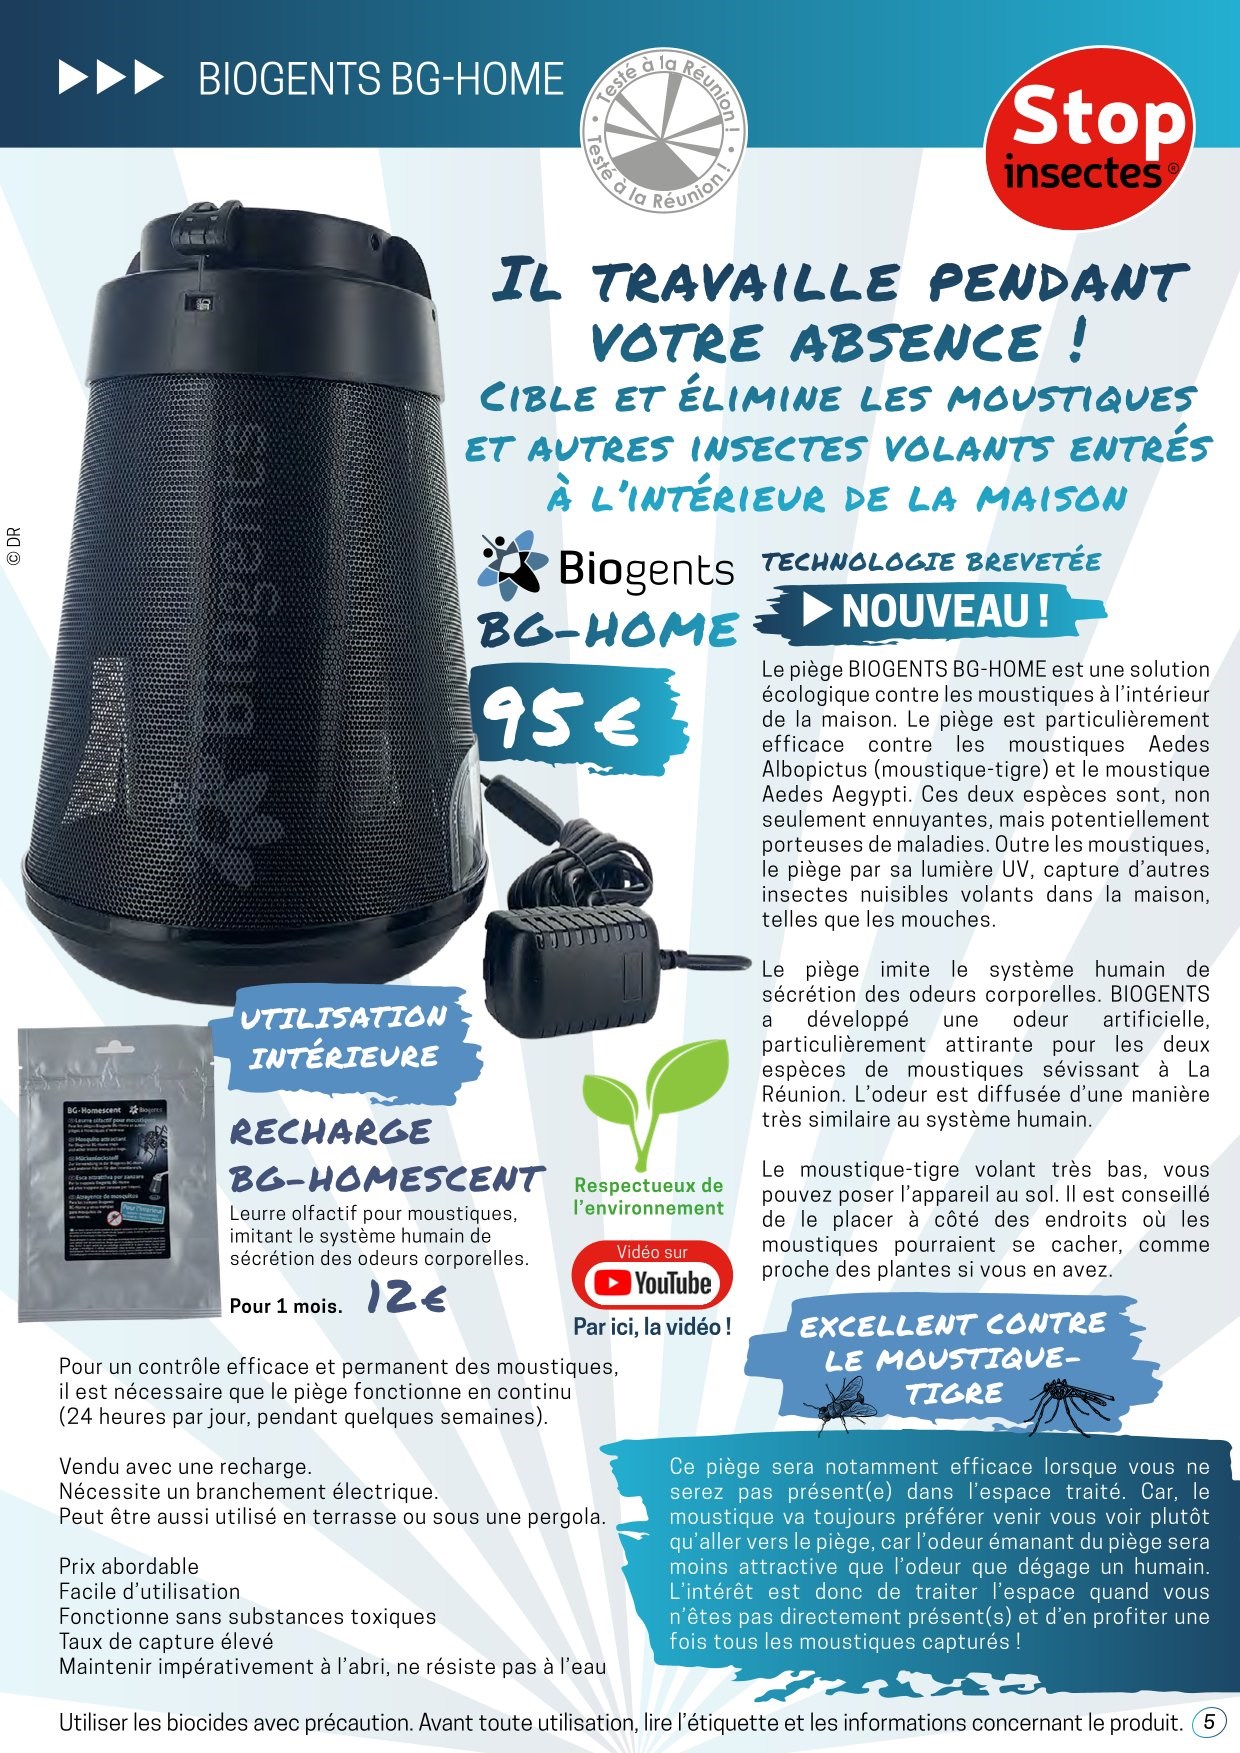 BIOGENTS BG-HOME
Testé à la Réunion !
Testé à la Réunion !
Stop
insectes ®
IL TRAVAILLE PENDANT
VOTRE ABSENCE !
CIBLE ET ÉLIMINE LES MOUSTIQUES
ET AUTRES INSECTES VOLANTS ENTRÉS
À L'INTÉRIEUR DE LA MAISON
© DR
Biogents
Biogents
BG-HOME
95 €
TECHNOLOGIE BREVETÉE
NOUVEAU !
Le piège BIOGENTS BG-HOME est une solution
écologique contre les moustiques à l'intérieur
de la maison. Le piège est particulièrement
efficace contre les moustiques Aedes
Albopictus (moustique-tigre) et le moustique
Aedes Aegypti. Ces deux espèces sont, non
seulement ennuyantes, mais potentiellement
porteuses de maladies. Outre les moustiques,
le piège par sa lumière UV, capture d'autres
insectes nuisibles volants dans la maison,
telles que les mouches.
Le piège imite le système humain de
sécrétion des odeurs corporelles. BIOGENTS
a développé une odeur artificielle,
particulièrement attirante pour les deux
espèces de moustiques sévissant à La
Réunion. L'odeur est diffusée d'une manière
très similaire au système humain.
Le moustique-tigre volant très bas, vous
pouvez poser l'appareil au sol. Il est conseillé
de le placer à côté des endroits où les
moustiques pourraient se cacher, comme
proche des plantes si vous en avez.
UTILISATION
INTÉRIEURE
BG-Homescent Biogents
Leurre olfactif pour moustiques
Mosquito attractant
Mückenlockstoff
Esca attrattiva per zanzare
Atrayente de mosquitos
RECHARGE
BG-HOMESCENT
Leurre olfactif pour moustiques,
imitant le système humain de
sécrétion des odeurs corporelles.
Pour 1 mois. 12 €
Respectueux de
l'environnement
Vidéo sur
YouTube
Par ici, la vidéo !
EXCELLENT CONTRE
LE MOUSTIQUE-
TIGRE
Pour un contrôle efficace et permanent des moustiques,
il est nécessaire que le piège fonctionne en continu
(24 heures par jour, pendant quelques semaines).
Vendu avec une recharge.
Nécessite un branchement électrique.
Peut être aussi utilisé en terrasse ou sous une pergola.
Prix abordable
Facile d'utilisation
Fonctionne sans substances toxiques
Taux de capture élevé
Maintenir impérativement à l'abri, ne résiste pas à l'eau
Ce piège sera notamment efficace lorsque vous ne
serez pas présent(e) dans l'espace traité. Car, le
moustique va toujours préférer venir vous voir plutôt
qu'aller vers le piège, car l'odeur émanant du piège sera
moins attractive que l'odeur que dégage un humain.
L'intérêt est donc de traiter l'espace quand vous
n'êtes pas directement présent(s) et d'en profiter une
fois tous les moustiques capturés !
Utiliser les biocides avec précaution. Avant toute utilisation, lire l'étiquette et les informations concernant le produit. 5